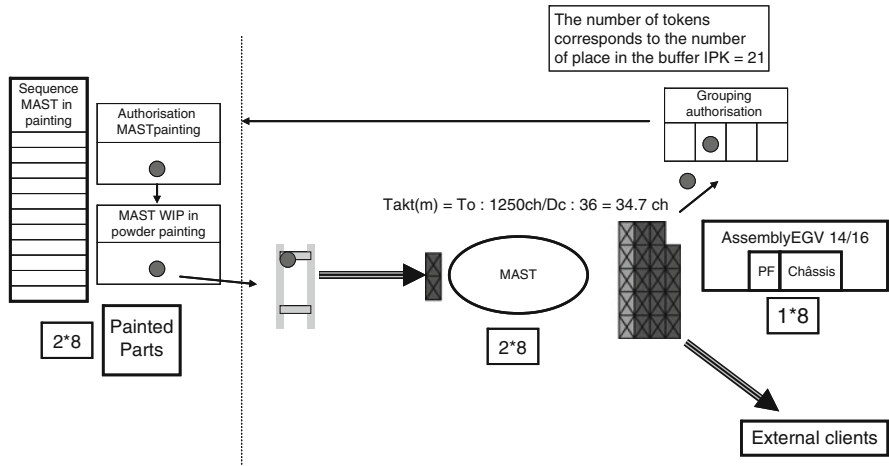 The number of tokens
corresponds to the number
of place in the buffer IPK = 21
Sequence
MAST in
painting
Authorisation
MASTpainting
Grouping
authorisation
MAST WIP in
powder painting
Takt(m) = To : 1250ch/Dc : 36 = 34.7 ch
AssemblyEGV 14/16
PF
Châssis
MAST
1*8
2*8
Painted
Parts
2*8
External clients